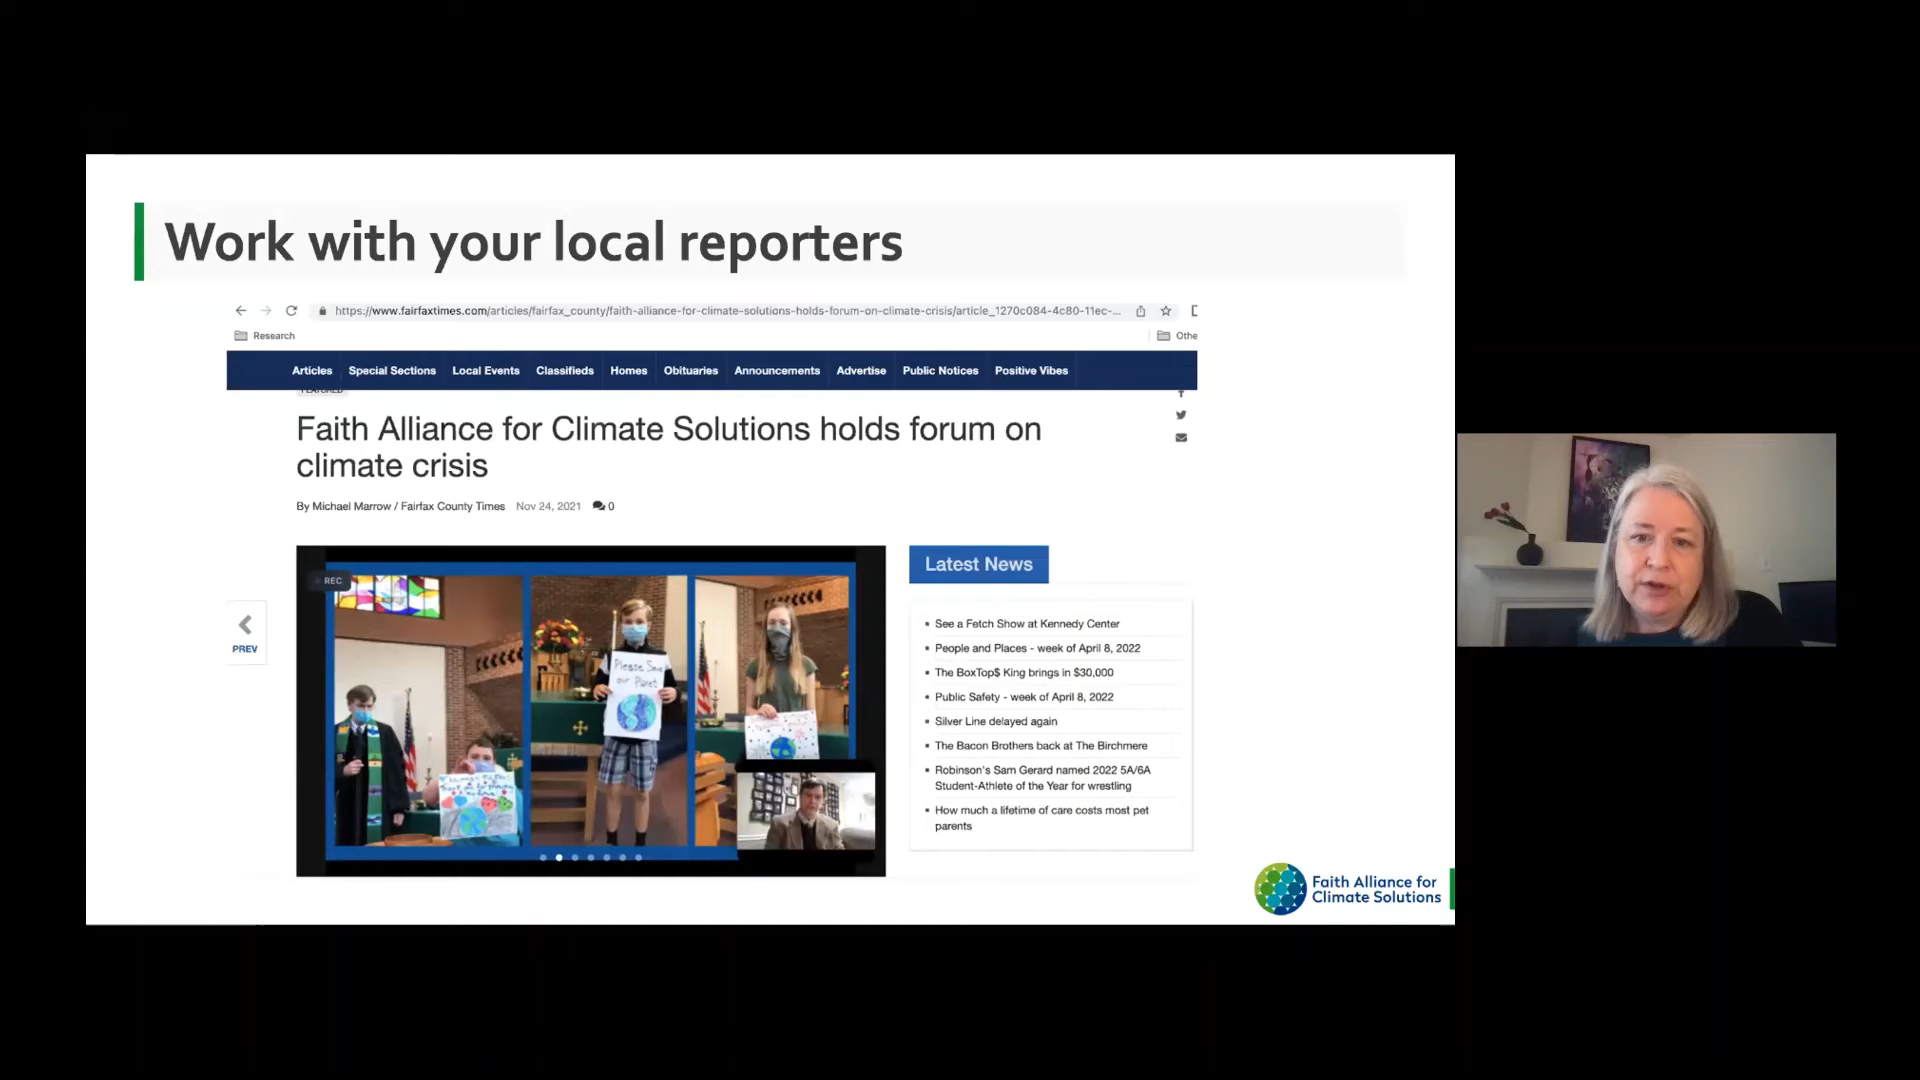 Work with your local reporters
https://www.fairfaxtimes.com/articles/fairfax_county/faith-alliance-for-climate-solutions-holds-forum-on-climate-crisis/article_1270c084-4c80-11ec-...
Research
Othe
Articles Special Sections Local Events Classifieds Homes Obituaries Announcements Advertise Public Notices Positive Vibes
FEATURED
Faith Alliance for Climate Solutions holds forum on
climate crisis
By Michael Marrow / Fairfax County Times Nov 24, 2021 0
REC
Please Save
our Planet
PREV
Latest News
See a Fetch Show at Kennedy Center
People and Places - week of April 8, 2022
The BoxTop$ King brings in $30,000
Public Safety - week of April 8, 2022
Silver Line delayed again
The Bacon Brothers back at The Birchmere
Robinson's Sam Gerard named 2022 5A/6A
Student-Athlete of the Year for wrestling
How much a lifetime of care costs most pet
parents
Faith Alliance for
Climate Solutions